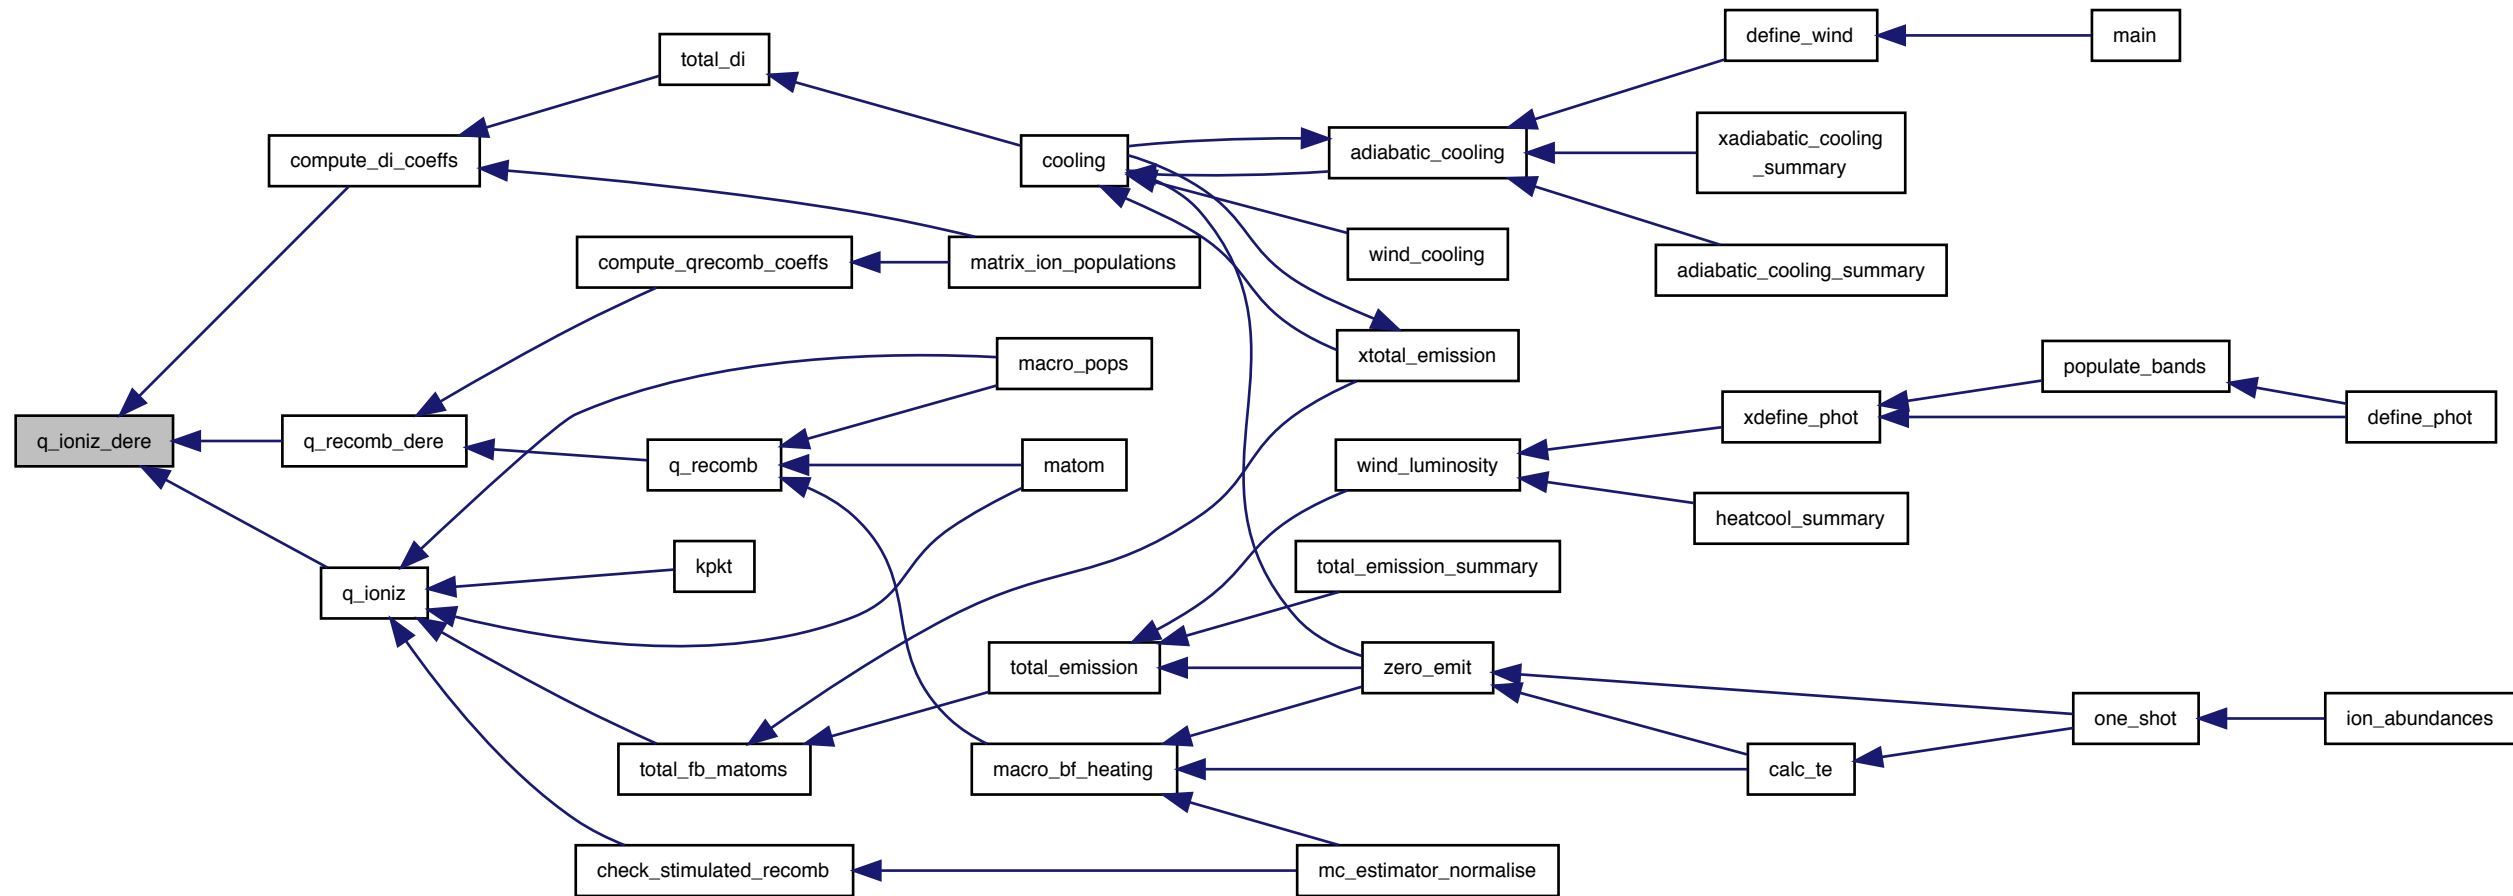 define_wind
main
total_di
xadiabatic_cooling
_summary
compute_di_coeffs
cooling
adiabatic_cooling
wind_cooling
adiabatic_cooling_summary
compute_qrecomb_coeffs
matrix_ion_populations
macro_pops
xtotal_emission
populate_bands
q_ioniz_dere
q_recomb_dere
q_recomb
matom
wind_luminosity
xdefine_phot
define_phot
heatcool_summary
kpkt
total_emission_summary
q_ioniz
total_emission
zero_emit
one_shot
ion_abundances
total_fb_matoms
macro_bf_heating
calc_te
check_stimulated_recomb
mc_estimator_normalise